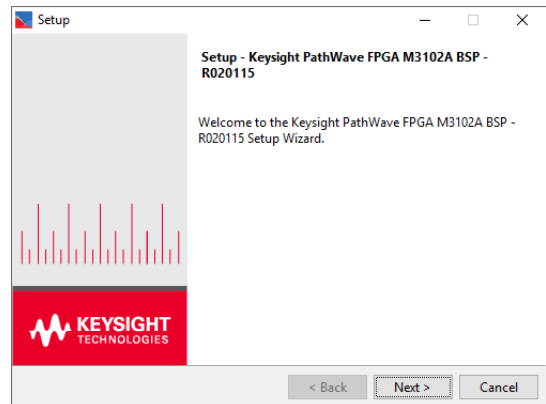 Setup
Setup - Keysight PathWave FPGA M3102A BSP -
R020115
Welcome to the Keysight PathWave FPGA M3102A BSP -
R020115 Setup Wizard.
KEYSIGHT
TECHNOLOGIES
< Back
Next >
Cancel